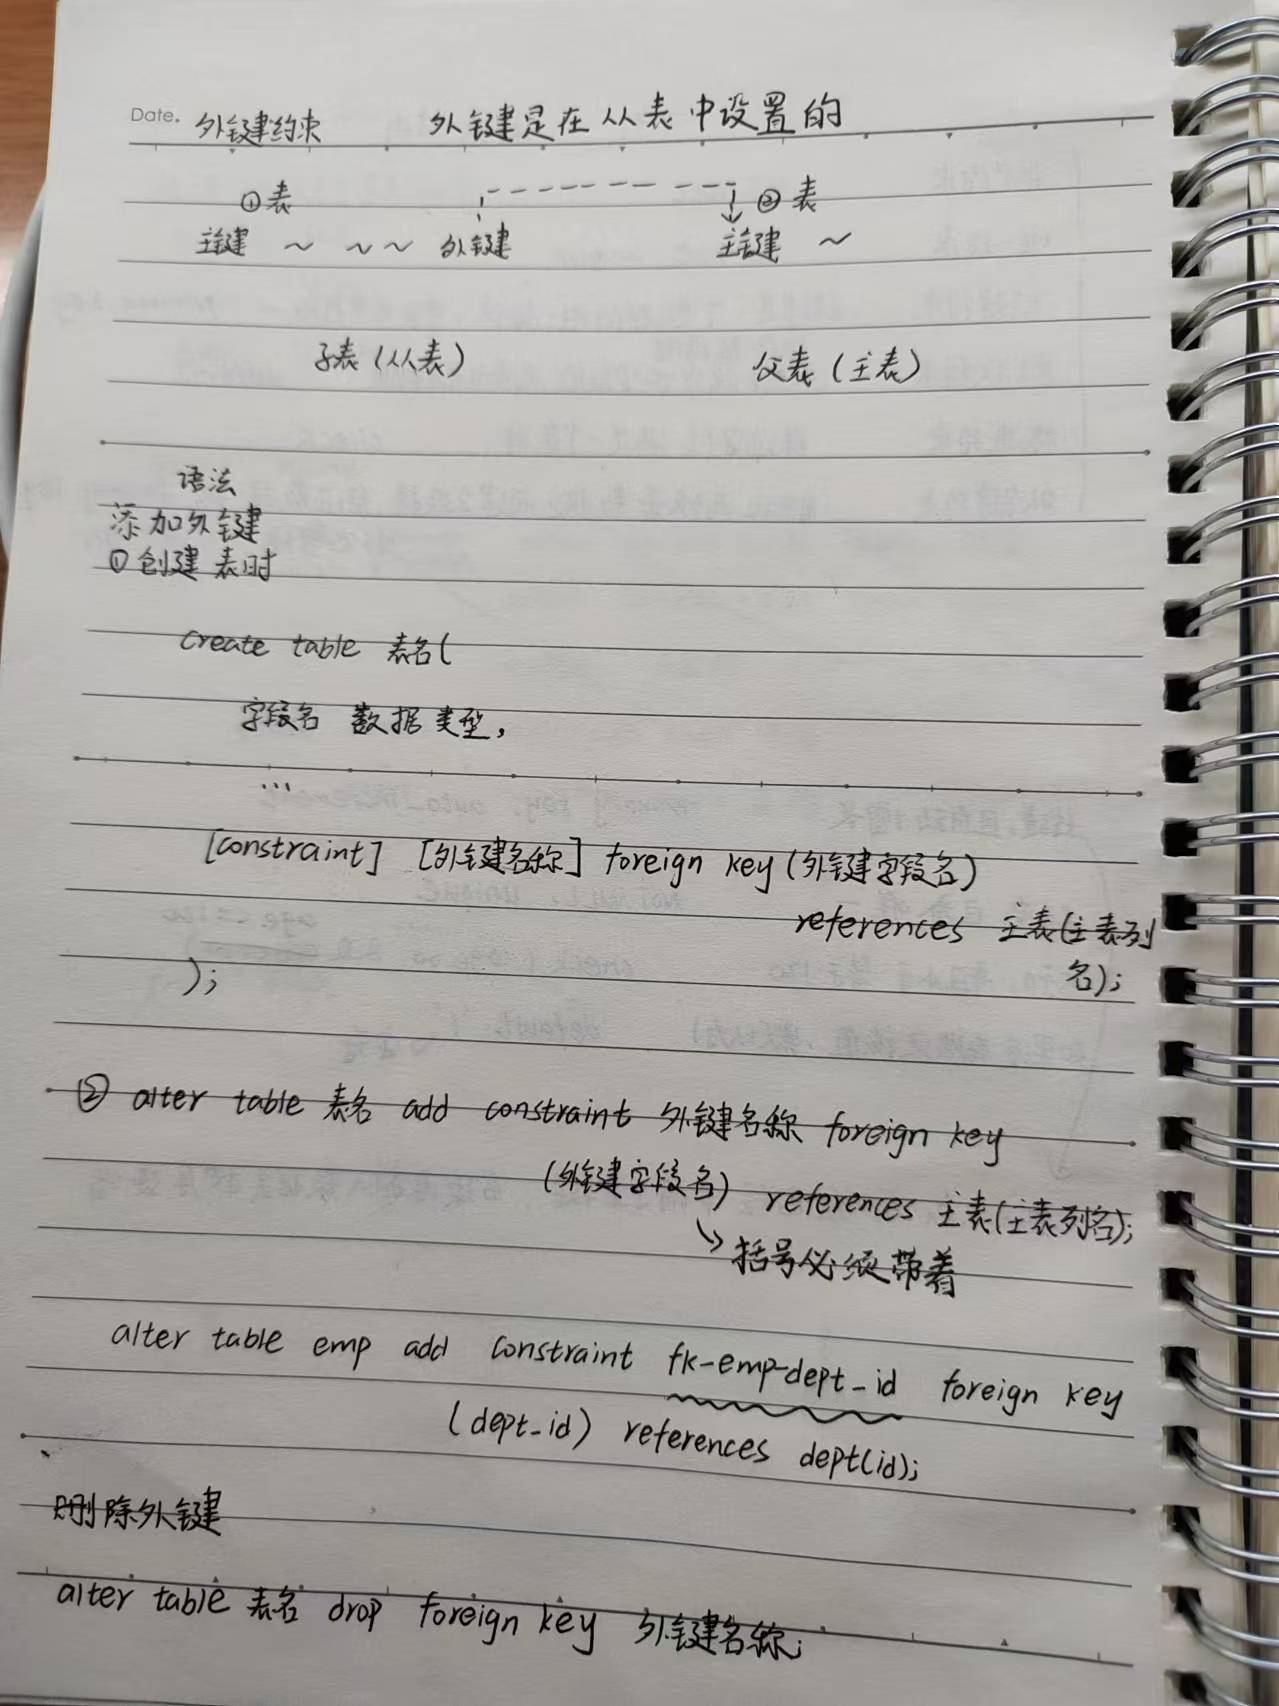 Date. 外键约束 外键是在从表中设置的
①表 ②表
主键 ~ ~~ 外键 主键 ~
子表(从表) 父表(主表)
语法
添加外键
①创建表时
create table 表名(
字段名 数据类型,
...
[constraint] [外键名称] foreign key (外键字段名)
references 主表(主表列
名);
);
② alter table 表名 add constraint 外键名称 foreign key
(外键字段名) references 主表(主表列名);
↳ 括号必须带着
alter table emp add constraint fk-emp-dept_id foreign key
(dept_id) references dept(id);
删除外键
alter table 表名 drop foreign key 外键名称;